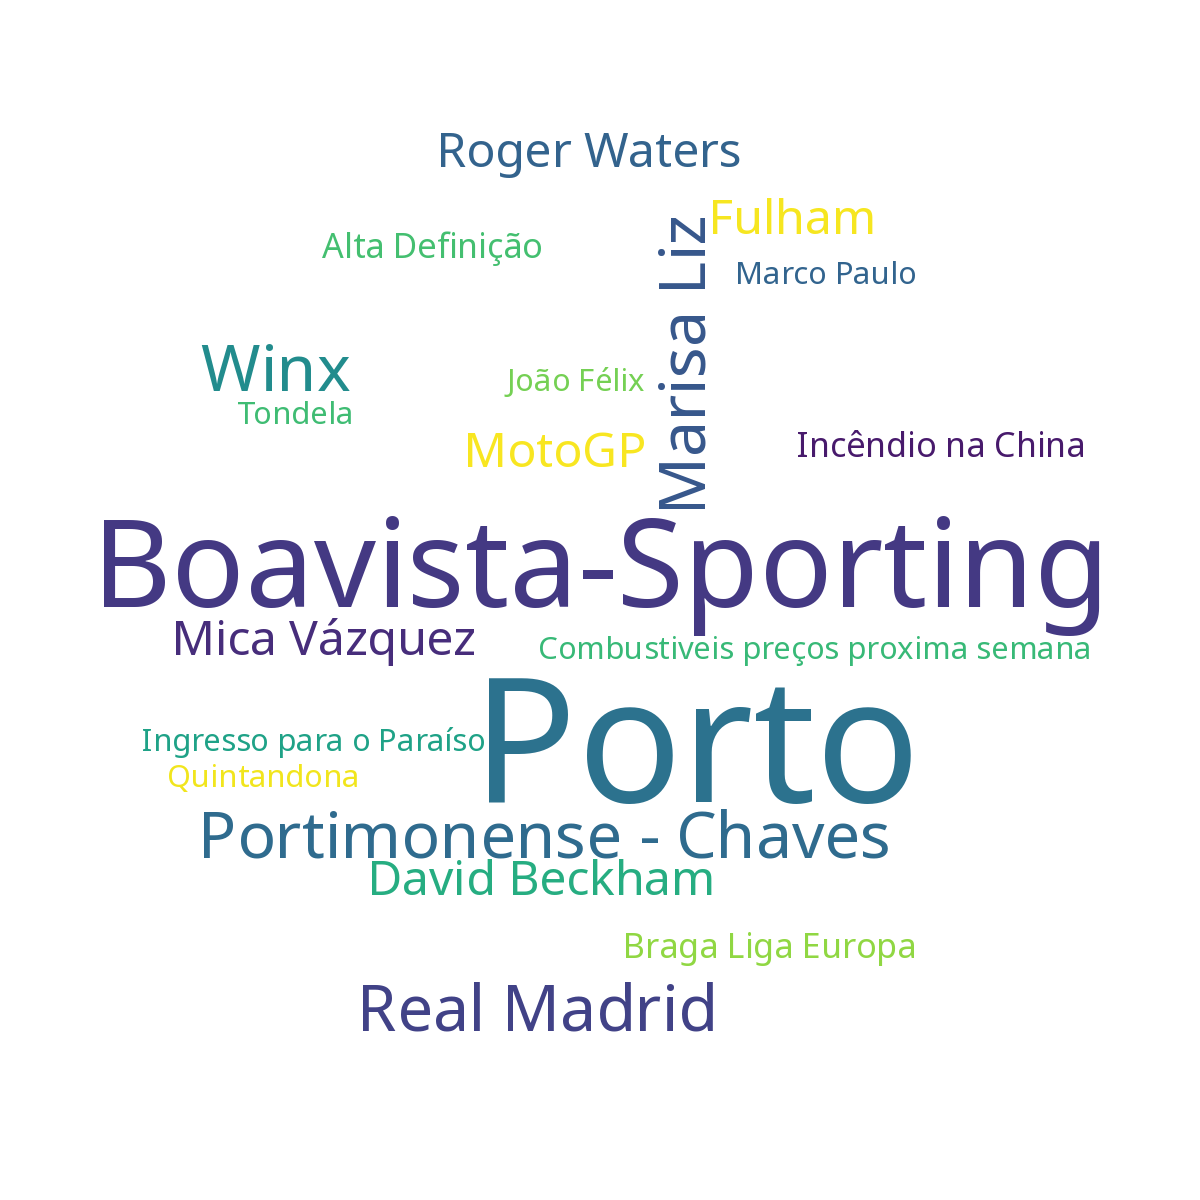 Roger Waters
Fulham
Alta Definição
Marco Paulo
Marisa Liz
Winx
João Félix
Tondela
MotoGP
Incêndio na China
Boavista-Sporting
Mica Vázquez
Combustiveis preços proxima semana
Porto
Ingresso para o Paraíso
Quintandona
Portimonense - Chaves
David Beckham
Braga Liga Europa
Real Madrid